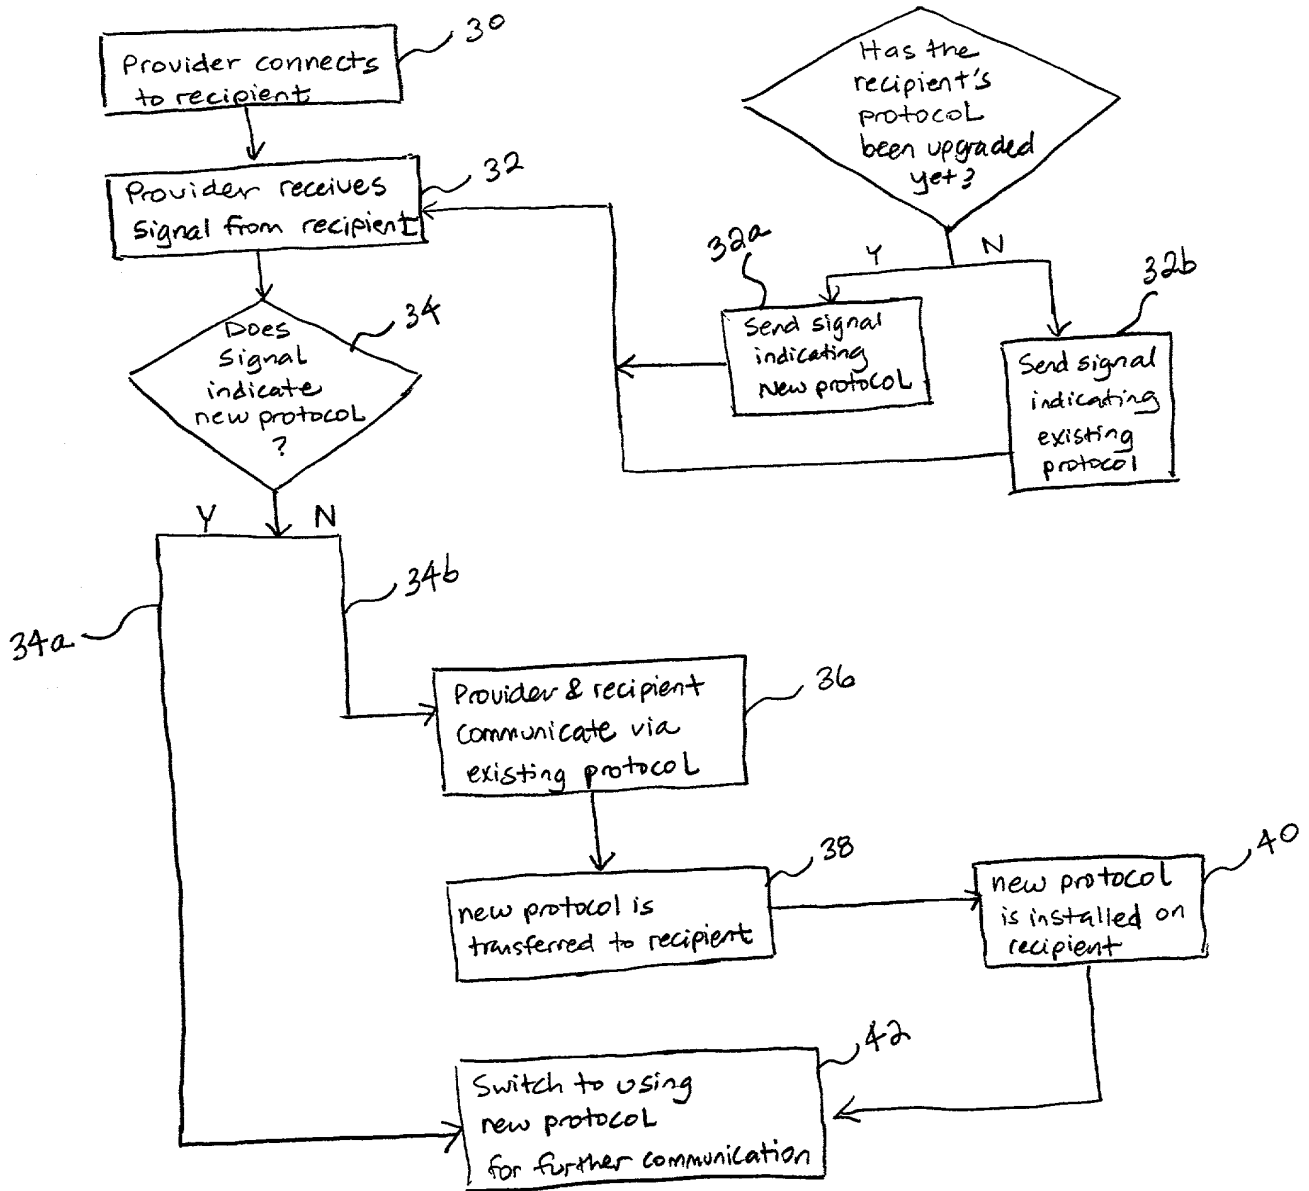 30
Provider connects
to recipient
32
Provider receives
Signal from recipient
34
Does
Signal
indicate
new protocol
?
Y
N
34a
34b
Has the
recipient's
protocol
been upgraded
yet?
Y
N
32a
Send signal
indicating
New protocol
32b
Send signal
indicating
existing
protocol
36
Provider & recipient
communicate via
existing protocol
38
new protocol is
transferred to recipient
40
new protocol
is installed on
recipient
42
Switch to using
new protocol
for further communication